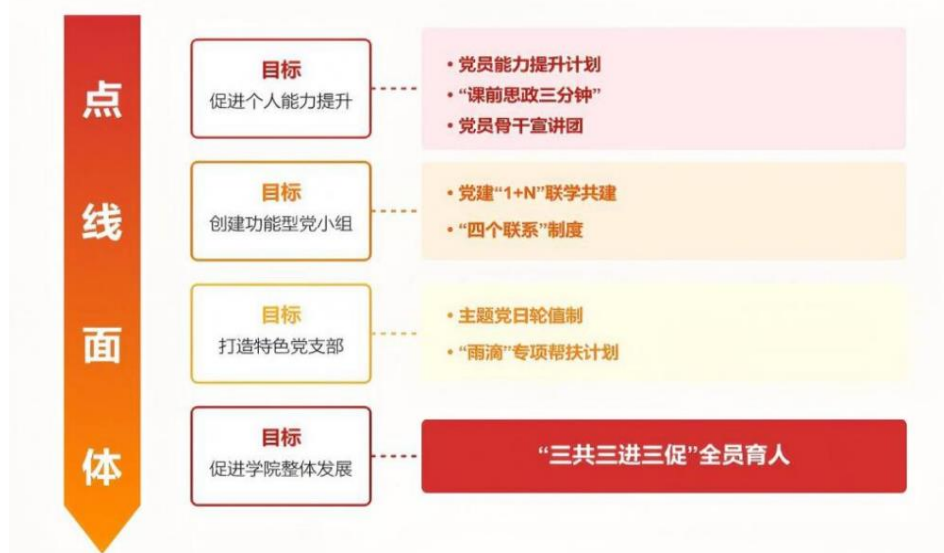 点
目标
促进个人能力提升
• 党员能力提升计划
• “课前思政三分钟”
• 党员骨干宣讲团
线
目标
创建功能型党小组
• 党建“1+N”联学共建
• “四个联系”制度
面
目标
打造特色党支部
• 主题党日轮值制
• “雨滴”专项帮扶计划
体
目标
促进学院整体发展
“三共三进三促”全员育人